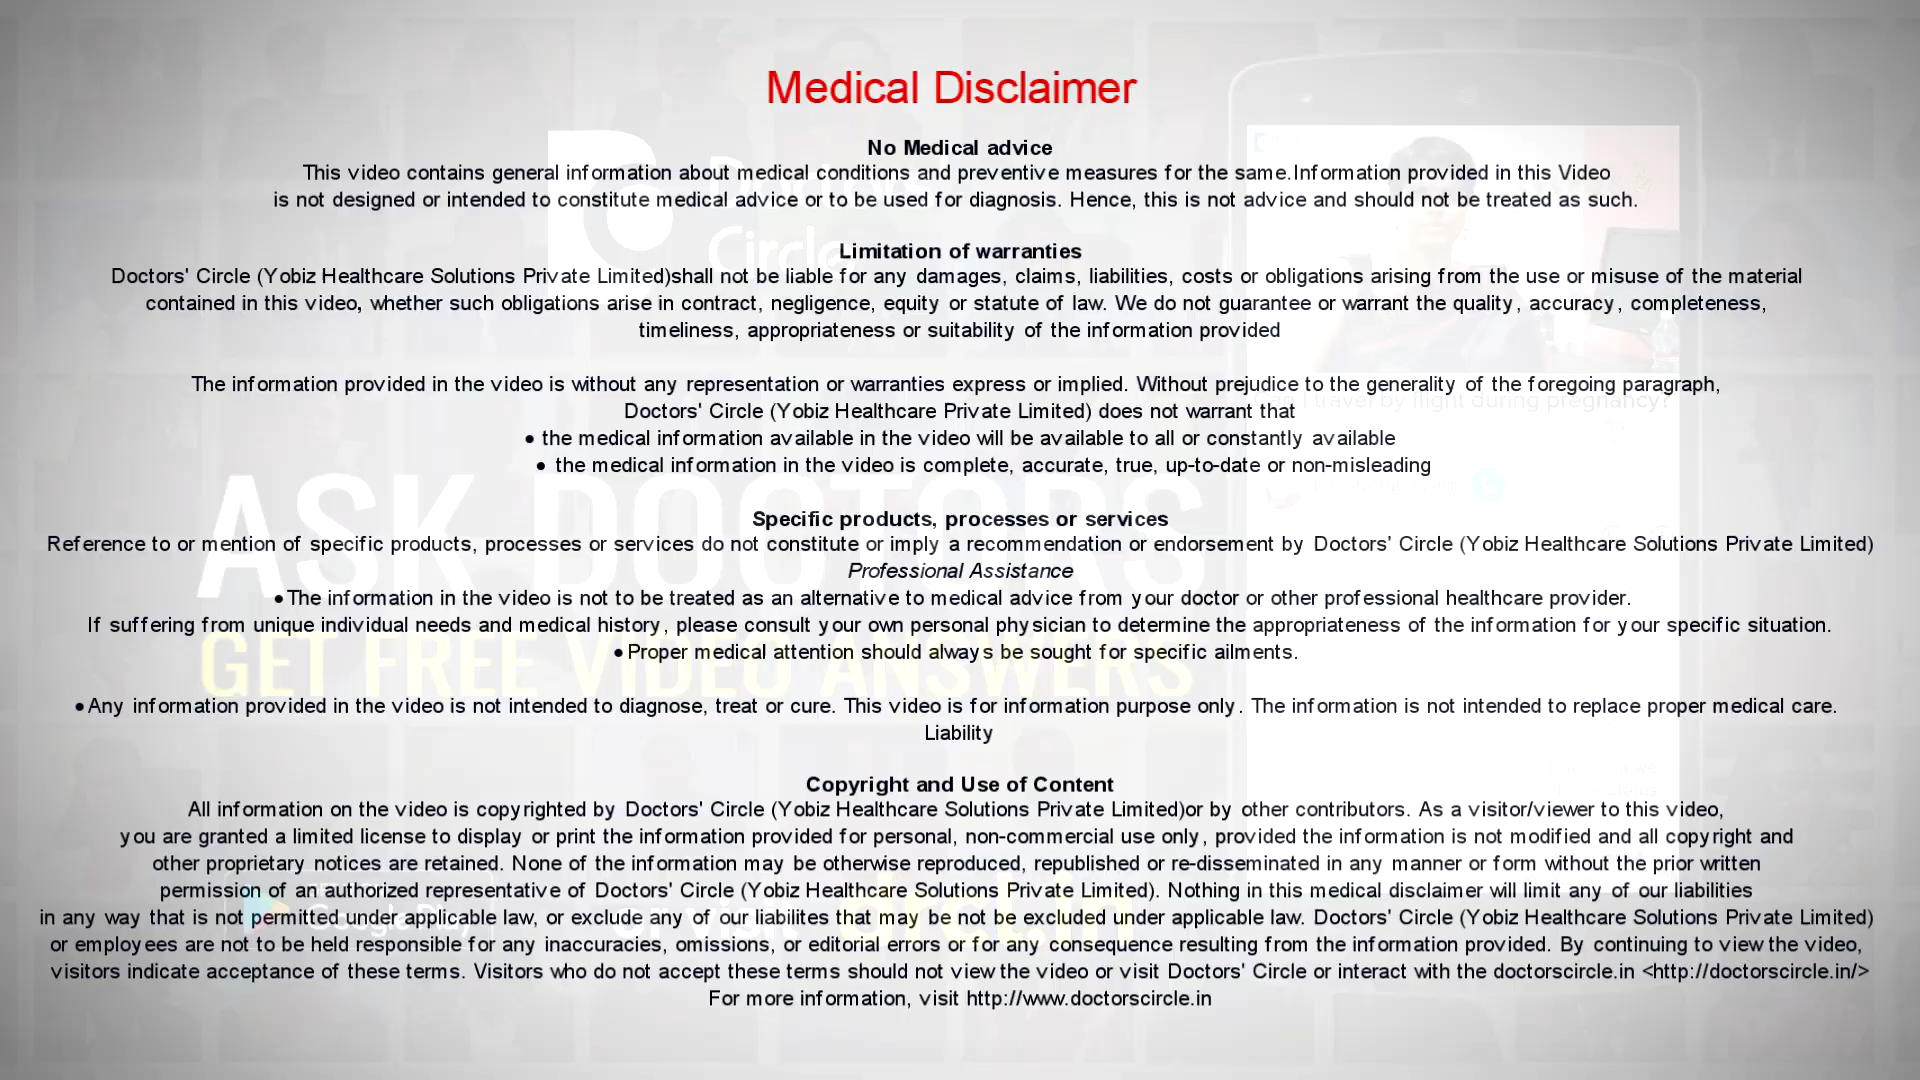 Medical Disclaimer
No Medical advice
This video contains general information about medical conditions and preventive measures for the same.Information provided in this Video
is not designed or intended to constitute medical advice or to be used for diagnosis. Hence, this is not advice and should not be treated as such.
Limitation of warranties
Doctors' Circle (Yobiz Healthcare Solutions Private Limited)shall not be liable for any damages, claims, liabilities, costs or obligations arising from the use or misuse of the material
contained in this video, whether such obligations arise in contract, negligence, equity or statute of law. We do not guarantee or warrant the quality, accuracy, completeness,
timeliness, appropriateness or suitability of the information provided
The information provided in the video is without any representation or warranties express or implied. Without prejudice to the generality of the foregoing paragraph,
Doctors' Circle (Yobiz Healthcare Private Limited) does not warrant that
• the medical information available in the video will be available to all or constantly available
• the medical information in the video is complete, accurate, true, up-to-date or non-misleading
Specific products, processes or services
Reference to or mention of specific products, processes or services do not constitute or imply a recommendation or endorsement by Doctors' Circle (Yobiz Healthcare Solutions Private Limited)
Professional Assistance
•The information in the video is not to be treated as an alternative to medical advice from your doctor or other professional healthcare provider.
If suffering from unique individual needs and medical history, please consult your own personal physician to determine the appropriateness of the information for your specific situation.
•Proper medical attention should always be sought for specific ailments.
•Any information provided in the video is not intended to diagnose, treat or cure. This video is for information purpose only. The information is not intended to replace proper medical care.
Liability
Copyright and Use of Content
All information on the video is copyrighted by Doctors' Circle (Yobiz Healthcare Solutions Private Limited)or by other contributors. As a visitor/viewer to this video,
you are granted a limited license to display or print the information provided for personal, non-commercial use only, provided the information is not modified and all copyright and
other proprietary notices are retained. None of the information may be otherwise reproduced, republished or re-disseminated in any manner or form without the prior written
permission of an authorized representative of Doctors' Circle (Yobiz Healthcare Solutions Private Limited). Nothing in this medical disclaimer will limit any of our liabilities
in any way that is not permitted under applicable law, or exclude any of our liabilites that may be not be excluded under applicable law. Doctors' Circle (Yobiz Healthcare Solutions Private Limited)
or employees are not to be held responsible for any inaccuracies, omissions, or editorial errors or for any consequence resulting from the information provided. By continuing to view the video,
visitors indicate acceptance of these terms. Visitors who do not accept these terms should not view the video or visit Doctors' Circle or interact with the doctorscircle.in <http://doctorscircle.in/>
For more information, visit http://www.doctorscircle.in
Doctors'
Circle
ASK DOCTORS
GET FREE VIDEO ANSWERS
Google Play
or visit drcl.in
Can I travel by flight during pregnancy?